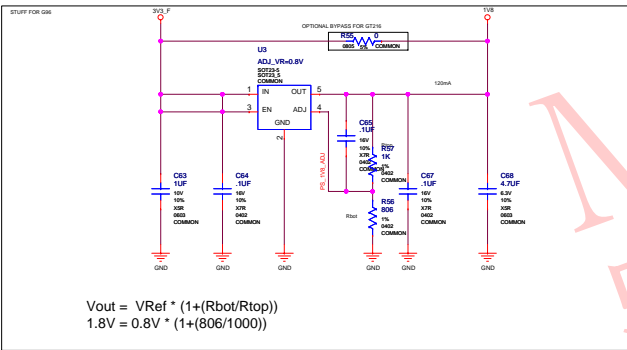 STUFF FOR G96
3V3_F
1V8
OPTIONAL BYPASS FOR GT216
R55 0
0805 5% COMMON
U3
ADJ_VR=0.8V
SOT23-5
SOT23_5
COMMON
1 IN OUT 5
3 EN ADJ 4
GND
2
120mA
PS_1V8_ADJ
C65
.1UF
16V
10%
X7R
0402
COMMON
R57
1K
1%
0402
COMMON
Rbot
R56
806
1%
0402
COMMON
C63
1UF
10V
10%
X5R
0603
COMMON
C64
.1UF
16V
10%
X7R
0402
COMMON
C67
.1UF
16V
10%
X7R
0402
COMMON
C68
4.7UF
6.3V
10%
X5R
0603
COMMON
GND GND GND GND GND GND
Vout = VRef * (1+(Rbot/Rtop))
1.8V = 0.8V * (1+(806/1000))